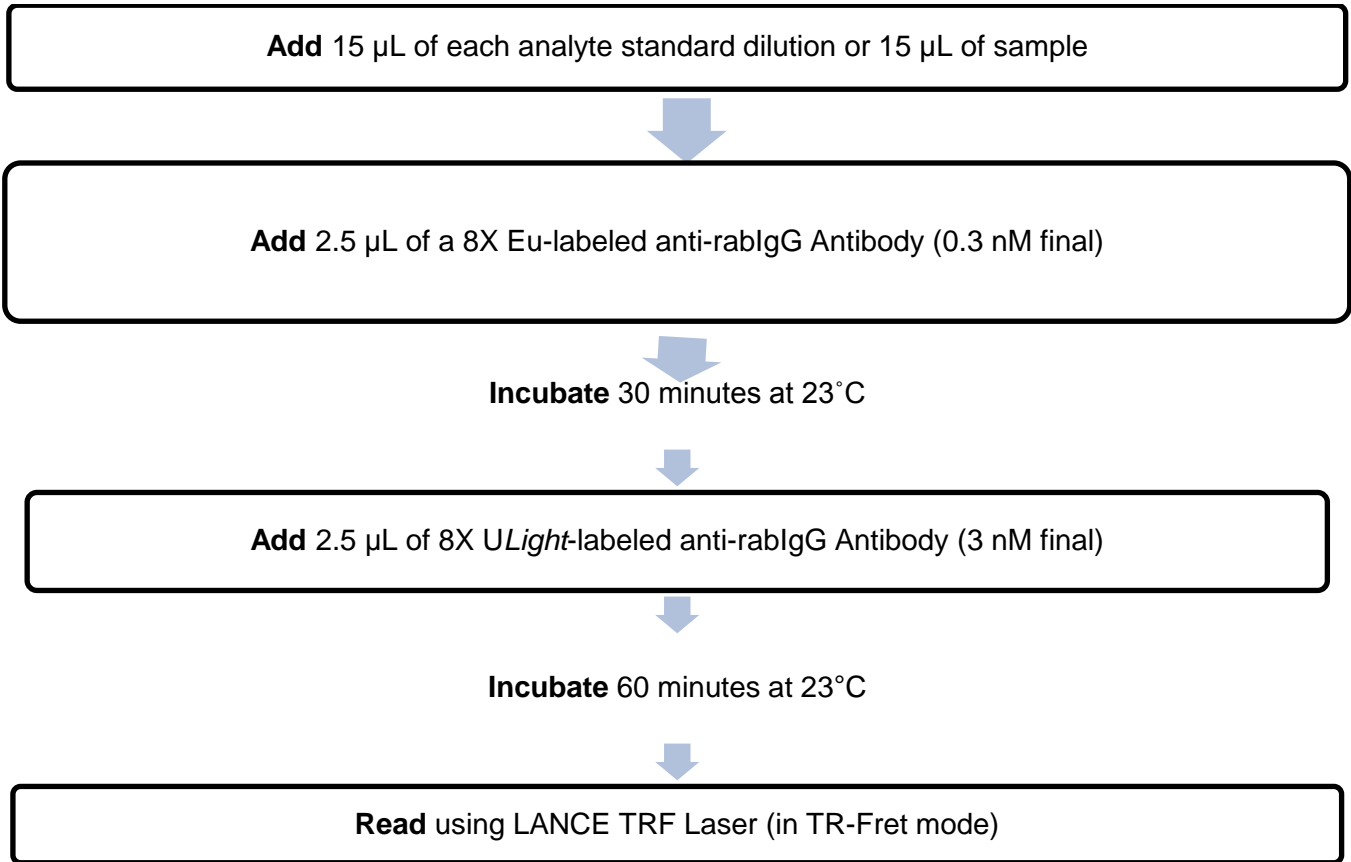 Add 15 µL of each analyte standard dilution or 15 µL of sample
Add 2.5 µL of a 8X Eu-labeled anti-rabIgG Antibody (0.3 nM final)
Incubate 30 minutes at 23˚C
Add 2.5 µL of 8X ULight-labeled anti-rabIgG Antibody (3 nM final)
Incubate 60 minutes at 23°C
Read using LANCE TRF Laser (in TR-Fret mode)